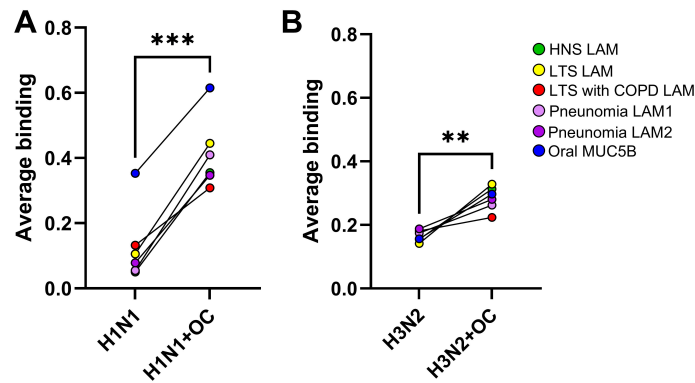 A
Average binding
0.8
0.6
0.4
0.2
0.0
***
H1N1
H1N1+OC
B
Average binding
0.8
0.6
0.4
0.2
0.0
**
H3N2
H3N2+OC
HNS LAM
LTS LAM
LTS with COPD LAM
Pneunomia LAM1
Pneunomia LAM2
Oral MUC5B